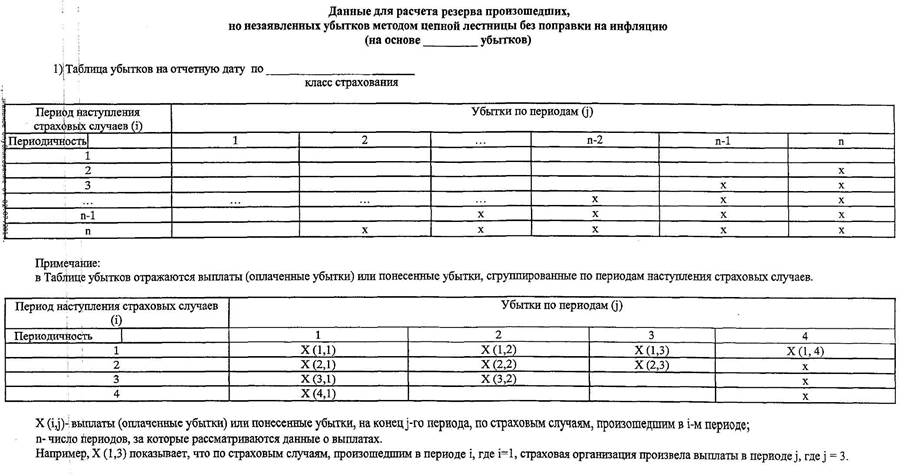 Данные для расчета резерва произошедших,
но незаявленных убытков методом цепной лестницы без поправки на инфляцию
(на основе ________ убытков)
1) Таблица убытков на отчетную дату по ______________________
класс страхования
Период наступления страховых случаев (i) Убытки по периодам (j)
Периодичность 1 2 ... n-2 n-1 n
1
2 x
3 x x
... ... ... ... x x x
n-1 x x x x
n x x x x x
Примечание:
в Таблице убытков отражаются выплаты (оплаченные убытки) или понесенные убытки, сгруппированные по периодам наступления страховых случаев.
Период наступления страховых случаев (i) Убытки по периодам (j)
Периодичность 1 2 3 4
1 X (1,1) X (1,2) X (1,3) X (1, 4)
2 X (2,1) X (2,2) X (2,3) x
3 X (3,1) X (3,2) x
4 X (4,1) x
X (i,j)- выплаты (оплаченные убытки) или понесенные убытки, на конец j-го периода, по страховым случаям, произошедшим в i-м периоде;
n- число периодов, за которые рассматриваются данные о выплатах.
Например, X (1,3) показывает, что по страховым случаям, произошедшим в периоде i, где i=1, страховая организация произвела выплаты в периоде j, где j = 3.